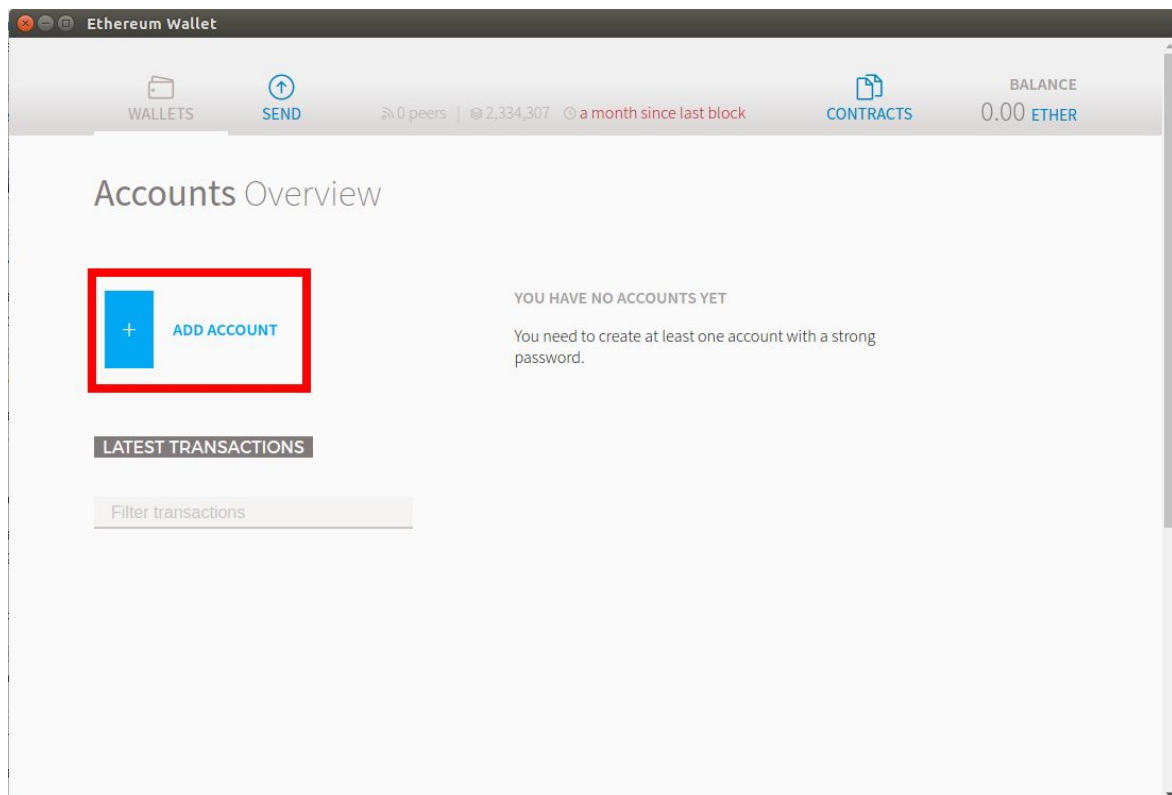 Ethereum Wallet
WALLETS
SEND
0 peers | 2,334,307 a month since last block
CONTRACTS
BALANCE
0.00 ETHER
Accounts Overview
ADD ACCOUNT
YOU HAVE NO ACCOUNTS YET
You need to create at least one account with a strong
password.
LATEST TRANSACTIONS
Filter transactions